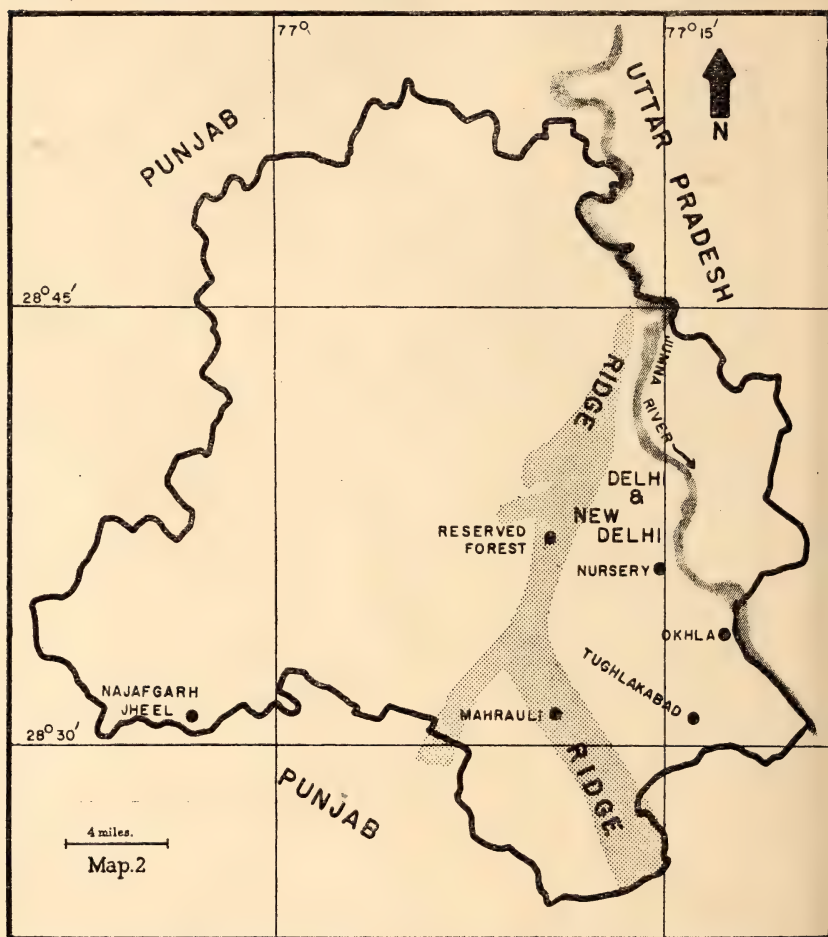 77°
77° 15'
PUNJAB
UTTAR PRADESH
N
28° 45'
RIDGE
JUMNA RIVER
DELHI
&
NEW
DELHI
RESERVED
FOREST
NURSERY
OKHLA
TUGHLAKABAD
NAJAFGARH
JHEEL
MAHRAULI
28° 30'
RIDGE
PUNJAB
4 miles.
Map.2